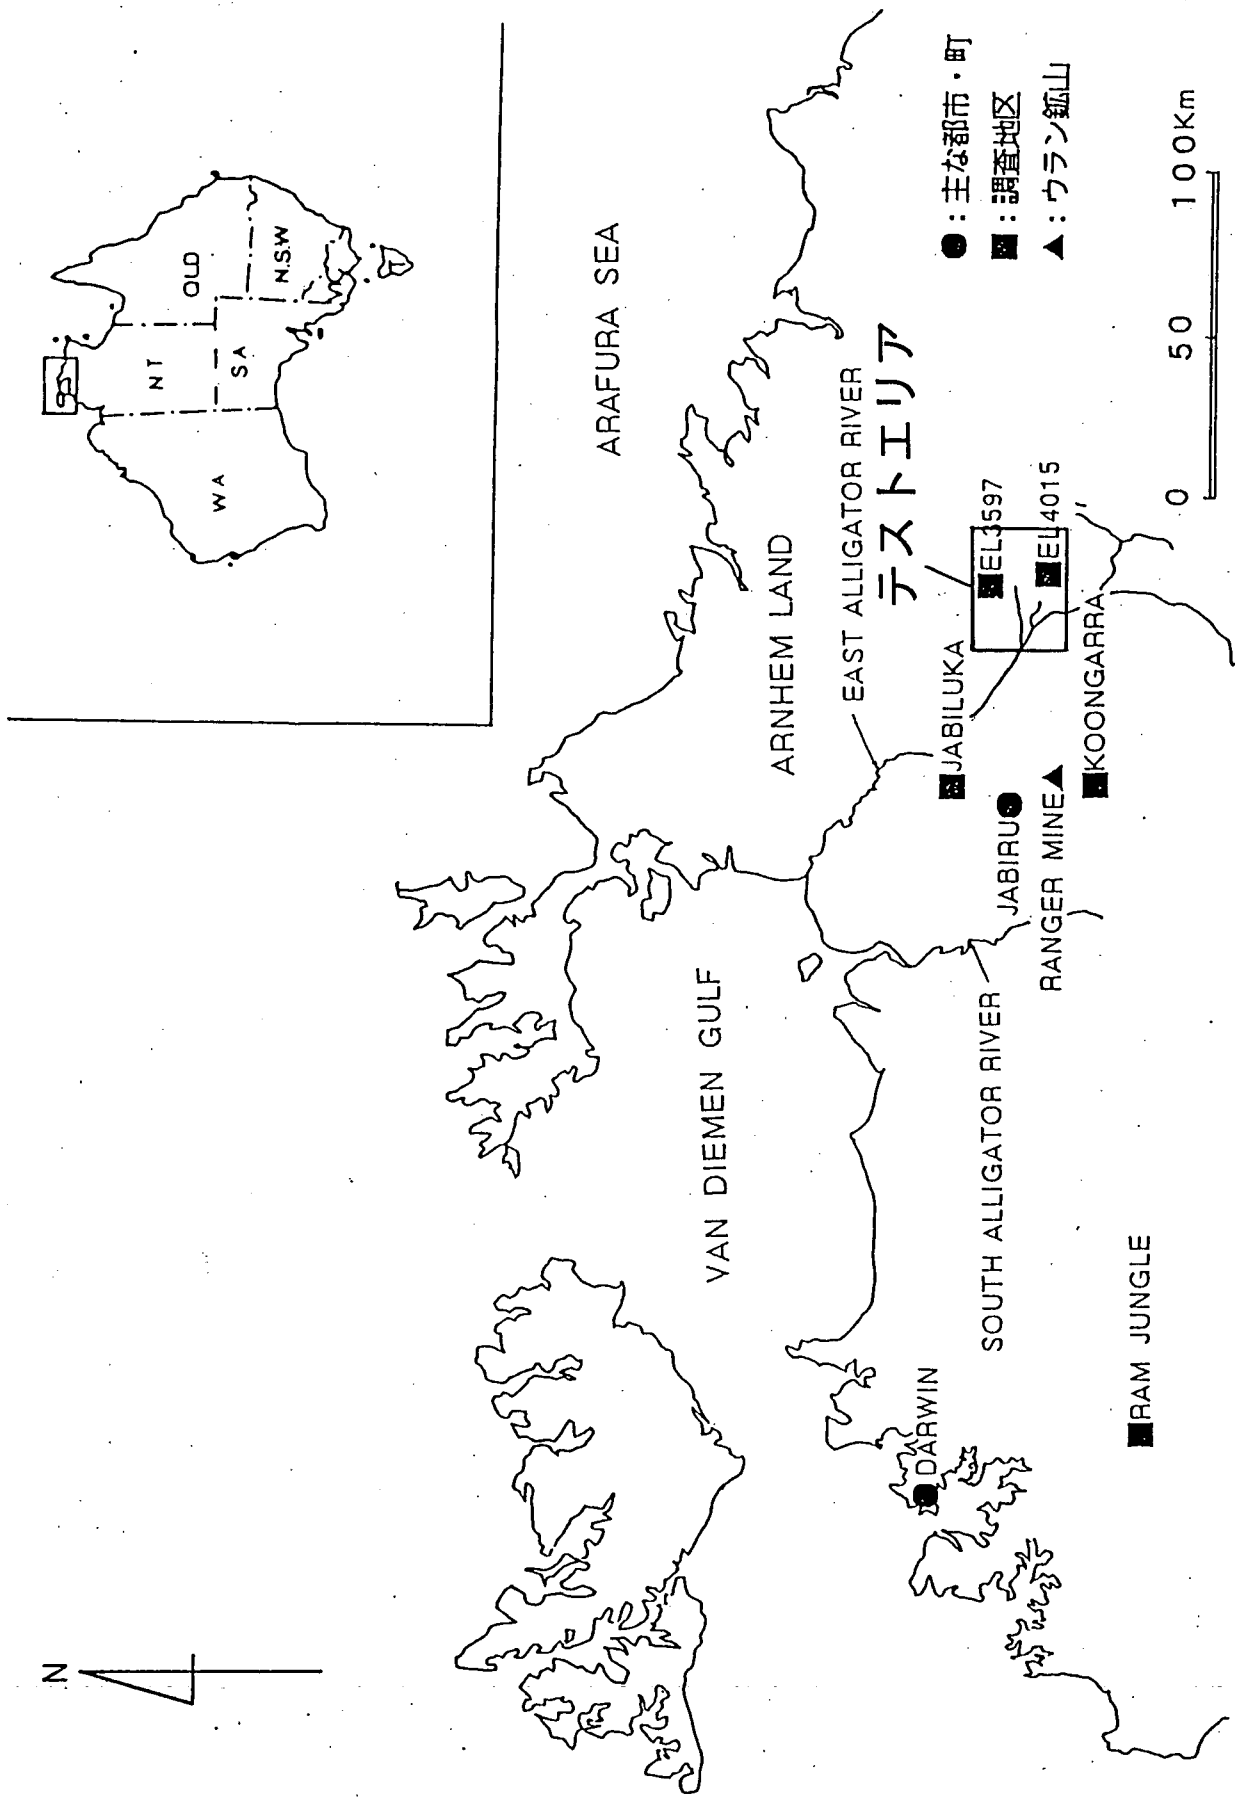 N
WA
NT
SA
QLD
N.S.W
T
ARAFURA SEA
VAN DIEMEN GULF
ARNHEM LAND
EAST ALLIGATOR RIVER
テストエリア
DARWIN
JABILUKA
EL3597
SOUTH ALLIGATOR RIVER
JABIRU
RANGER MINE
EL4015
KOONGARRA
RAM JUNGLE
●：主な都市・町
■：調査地区
▲：ウラン鉱山
0 50 100Km